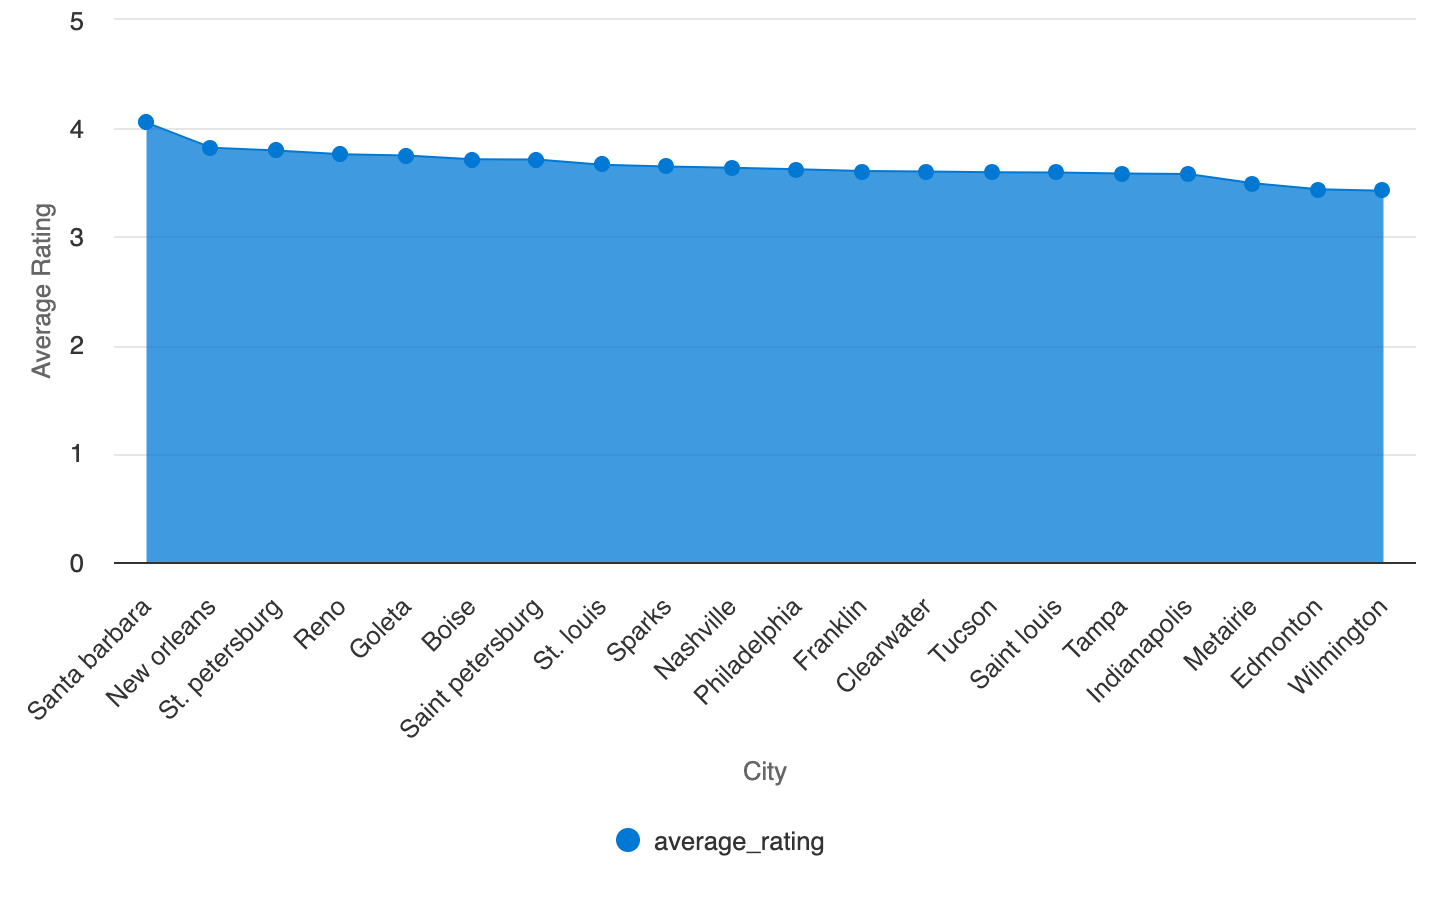 5
4
3
2
1
0
Average Rating
Santa barbara
New orleans
St. petersburg
Reno
Goleta
Boise
Saint petersburg
St. louis
Sparks
Nashville
Philadelphia
Franklin
Clearwater
Tucson
Saint louis
Tampa
Indianapolis
Metairie
Edmonton
Wilmington
City
average_rating